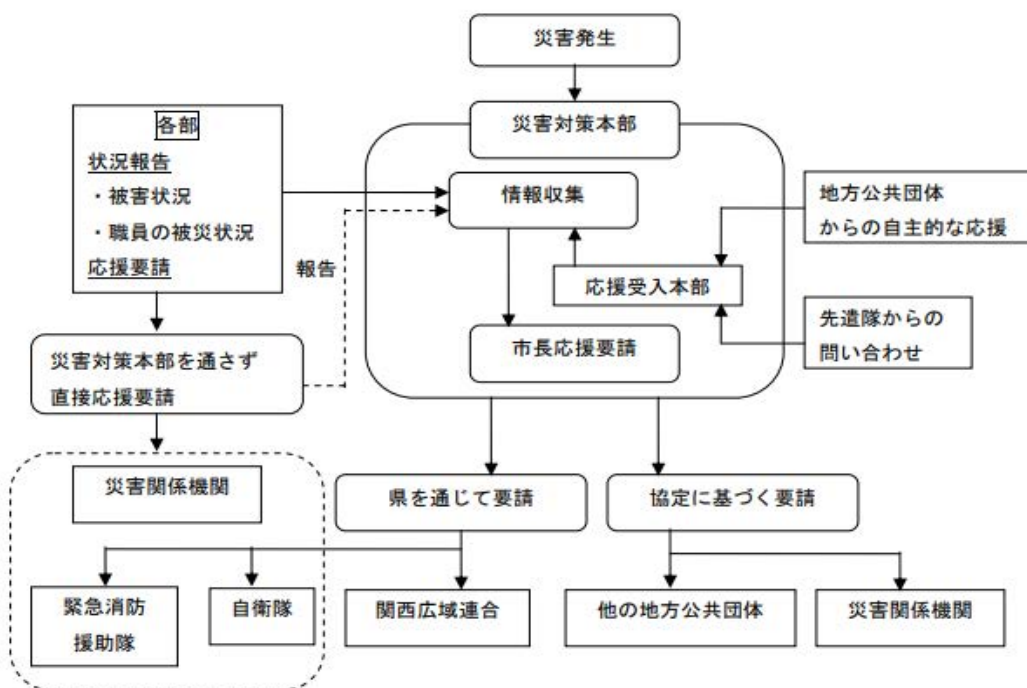 災害発生
災害対策本部
各部
状況報告
・被害状況
・職員の被災状況
応援要請
情報収集
地方公共団体
からの自主的な応援
報告
応援受入本部
先遣隊からの
問い合わせ
市長応援要請
災害対策本部を通さず
直接応援要請
災害関係機関
県を通じて要請
協定に基づく要請
緊急消防
援助隊
自衛隊
関西広域連合
他の地方公共団体
災害関係機関